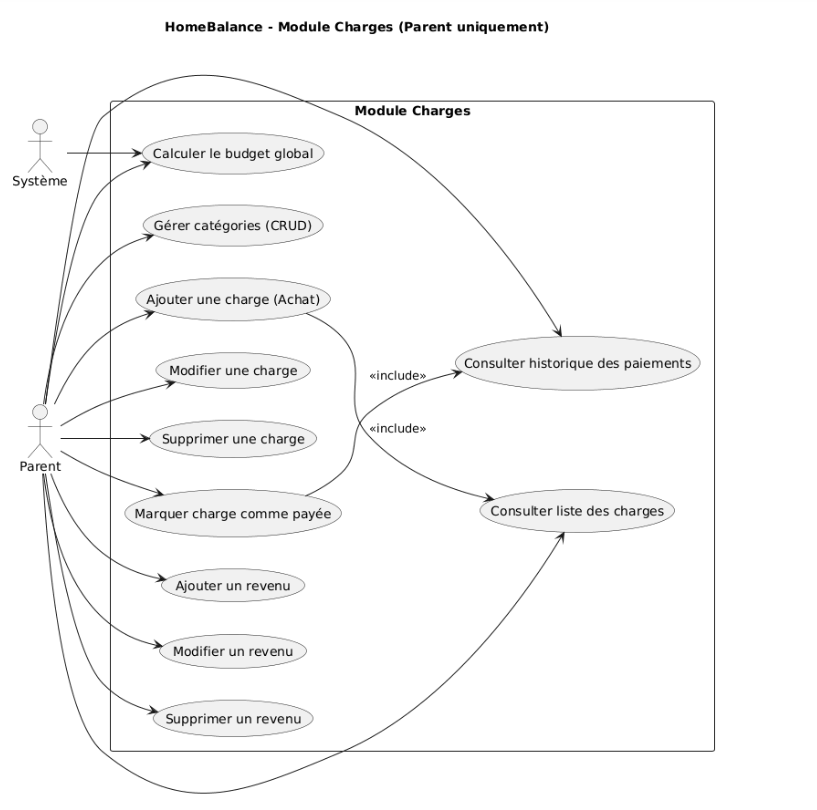 HomeBalance - Module Charges (Parent uniquement)
Module Charges
Système
Calculer le budget global
Gérer catégories (CRUD)
Ajouter une charge (Achat)
Modifier une charge
Consulter historique des paiements
«include»
Supprimer une charge
«include»
Parent
Marquer charge comme payée
Consulter liste des charges
Ajouter un revenu
Modifier un revenu
Supprimer un revenu